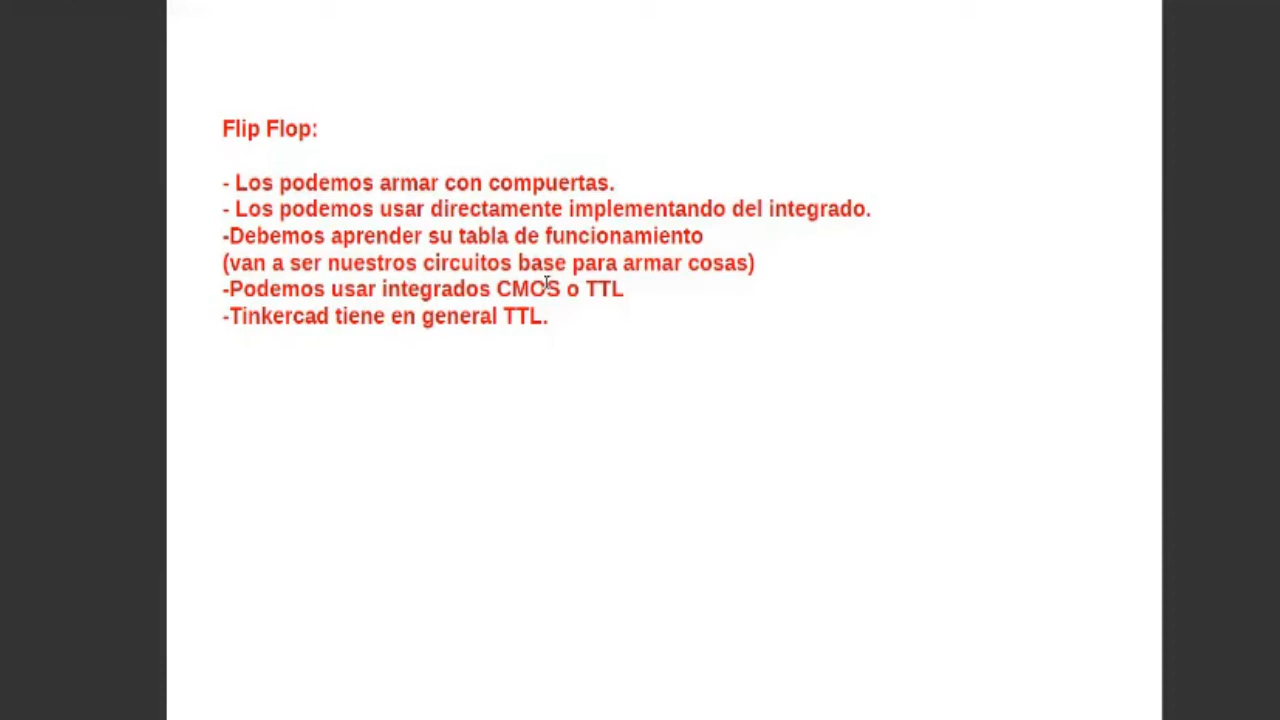 Flip Flop:
- Los podemos armar con compuertas.
- Los podemos usar directamente implementando del integrado.
-Debemos aprender su tabla de funcionamiento
(van a ser nuestros circuitos base para armar cosas)
-Podemos usar integrados CMOS o TTL
-Tinkercad tiene en general TTL.